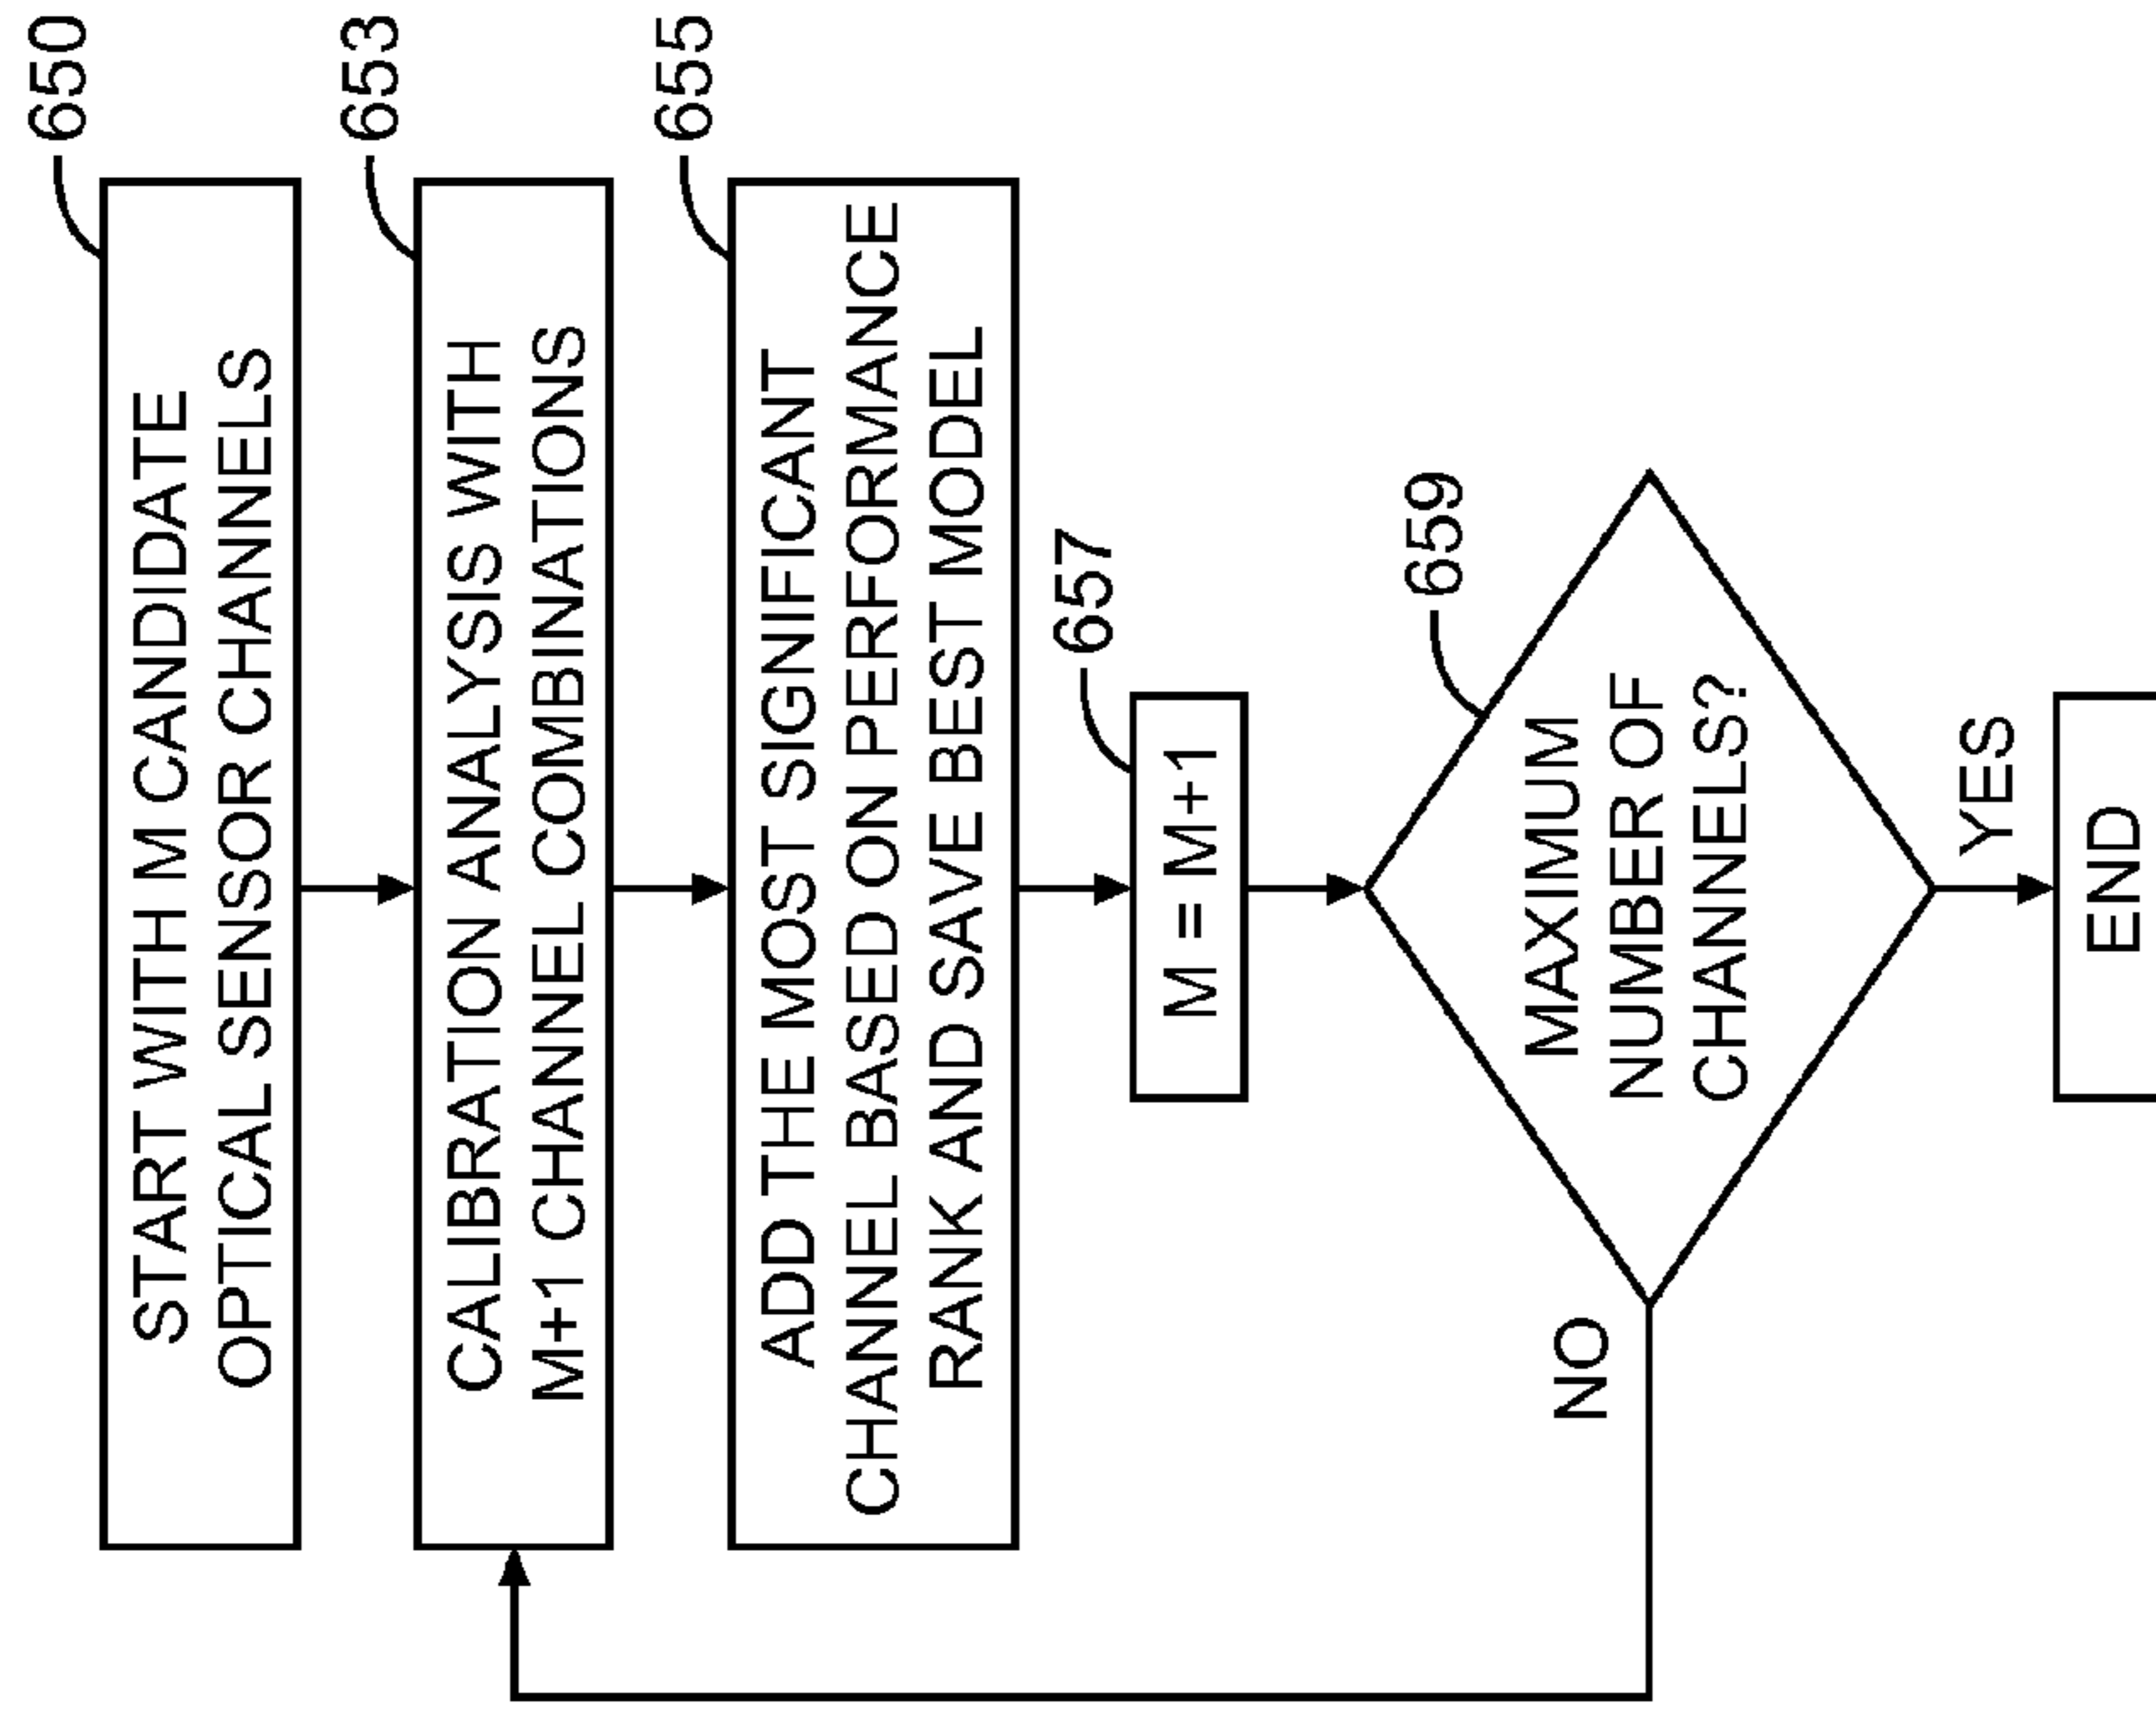 650
START WITH M CANDIDATE
OPTICAL SENSOR CHANNELS
653
CALIBRATION ANALYSIS WITH
M+1 CHANNEL COMBINATIONS
655
ADD THE MOST SIGNIFICANT
CHANNEL BASED ON PERFORMANCE
RANK AND SAVE BEST MODEL
657
M = M+1
659
MAXIMUM
NUMBER OF
CHANNELS?
NO
YES
END